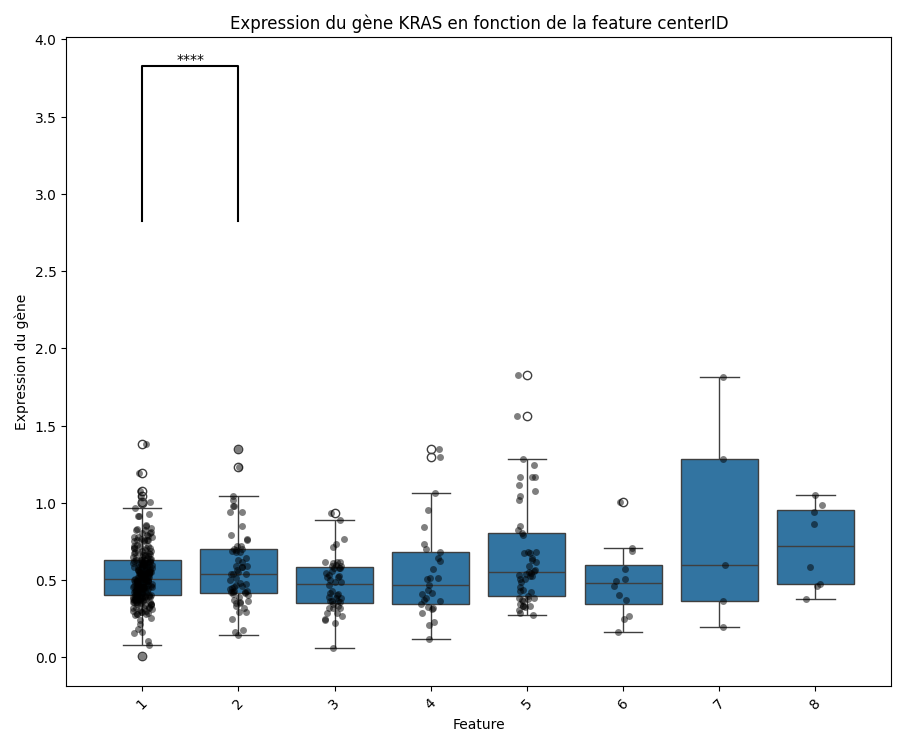 Expression du gène KRAS en fonction de la feature centerID
****
4.0
3.5
3.0
2.5
2.0
1.5
1.0
0.5
0.0
Expression du gène
1 2 3 4 5 6 7 8
Feature